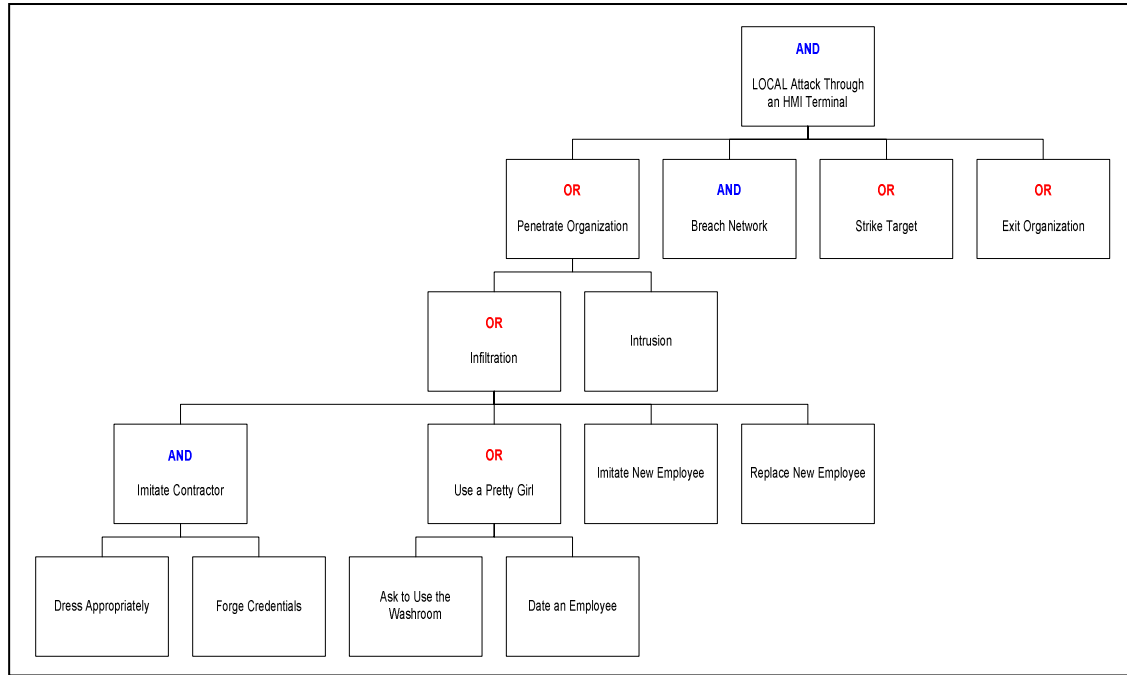 AND
LOCAL Attack Through
an HMI Terminal
OR
Penetrate Organization
AND
Breach Network
OR
Strike Target
OR
Exit Organization
OR
Infiltration
Intrusion
AND
Imitate Contractor
OR
Use a Pretty Girl
Imitate New Employee
Replace New Employee
Dress Appropriately
Forge Credentials
Ask to Use the
Washroom
Date an Employee